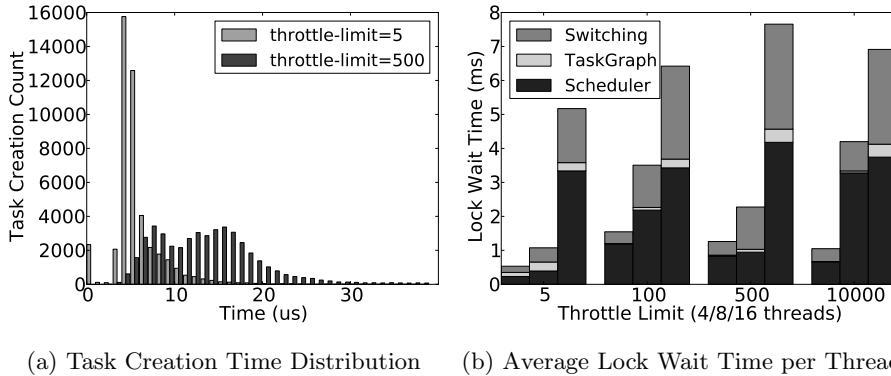 16000
14000
12000
10000
8000
6000
4000
2000
0
Task Creation Count
throttle-limit=5
throttle-limit=500
0 10 20 30
Time (us)
(a) Task Creation Time Distribution
8
7
6
5
4
3
2
1
0
Lock Wait Time (ms)
Switching
TaskGraph
Scheduler
5 100 500 10000
Throttle Limit (4/8/16 threads)
(b) Average Lock Wait Time per Thread